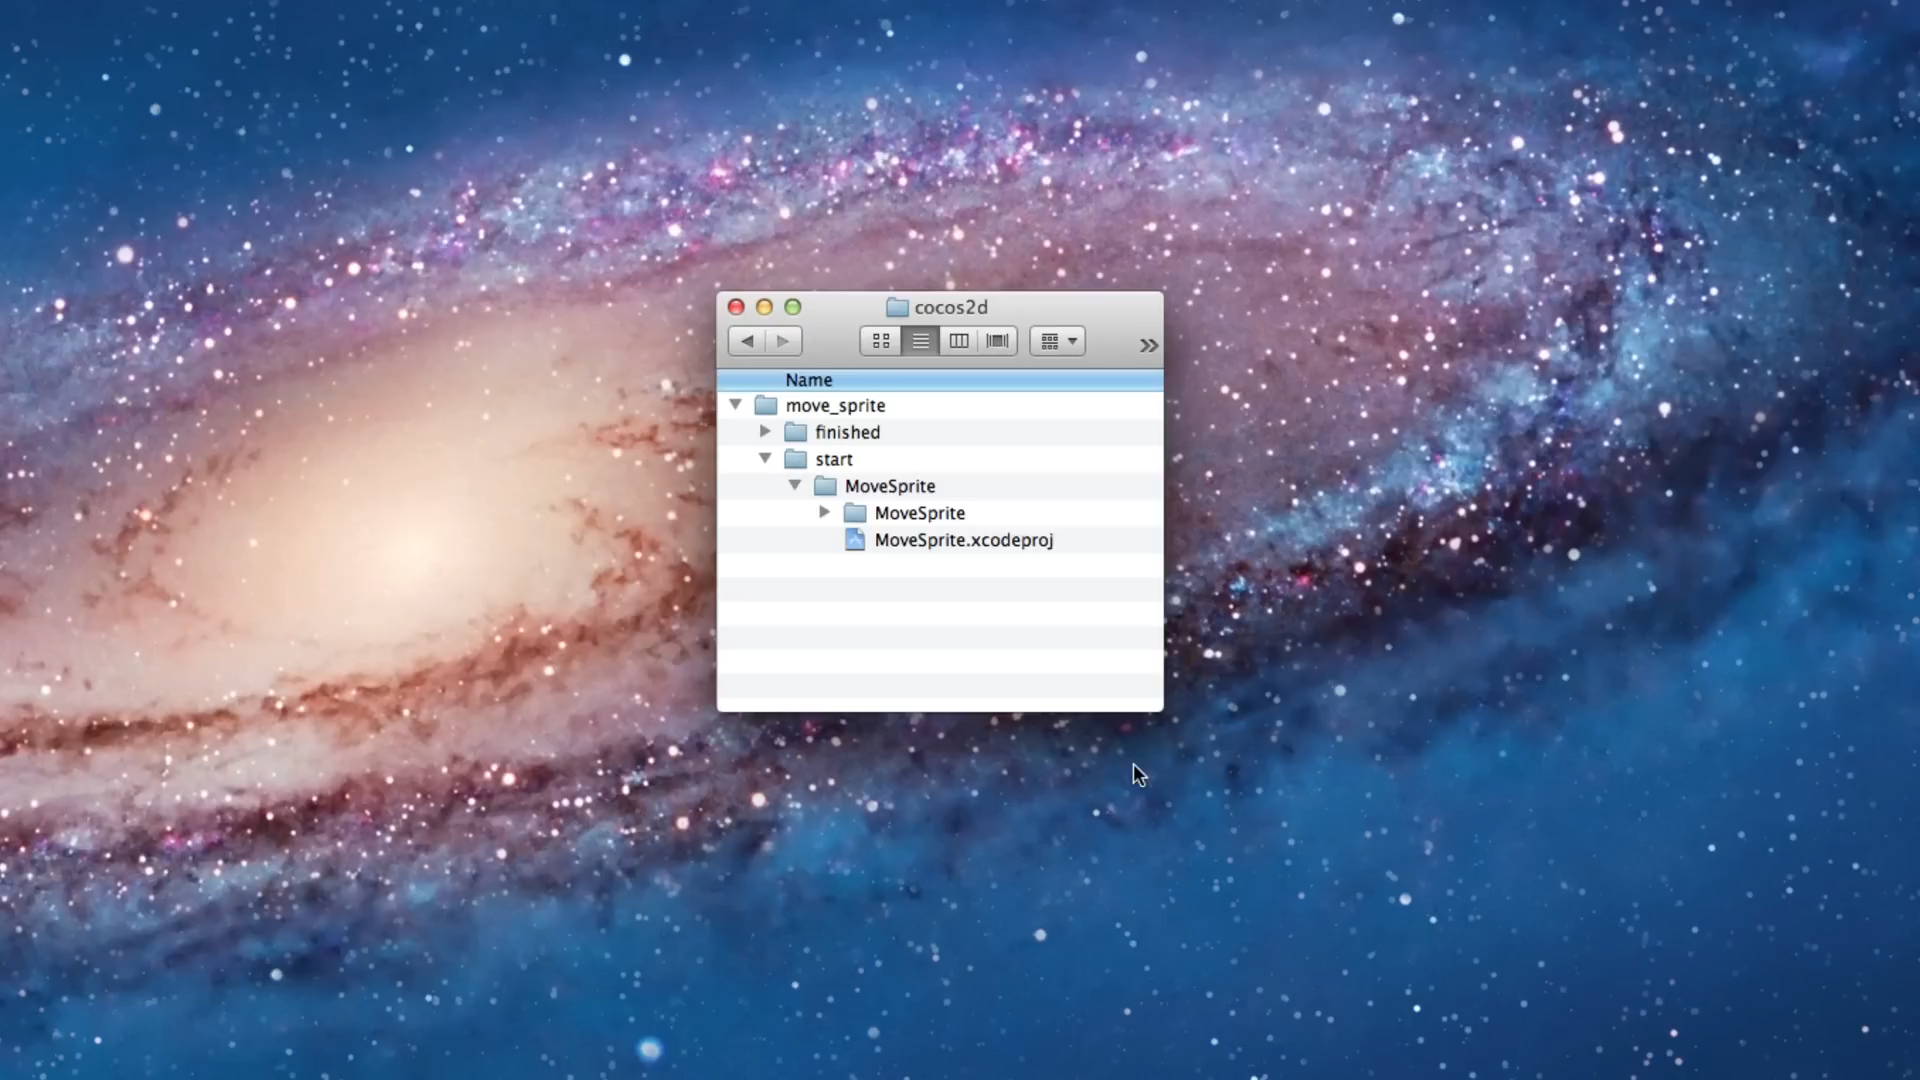 cocos2d
Name
move_sprite
finished
start
MoveSprite
MoveSprite
MoveSprite.xcodeproj